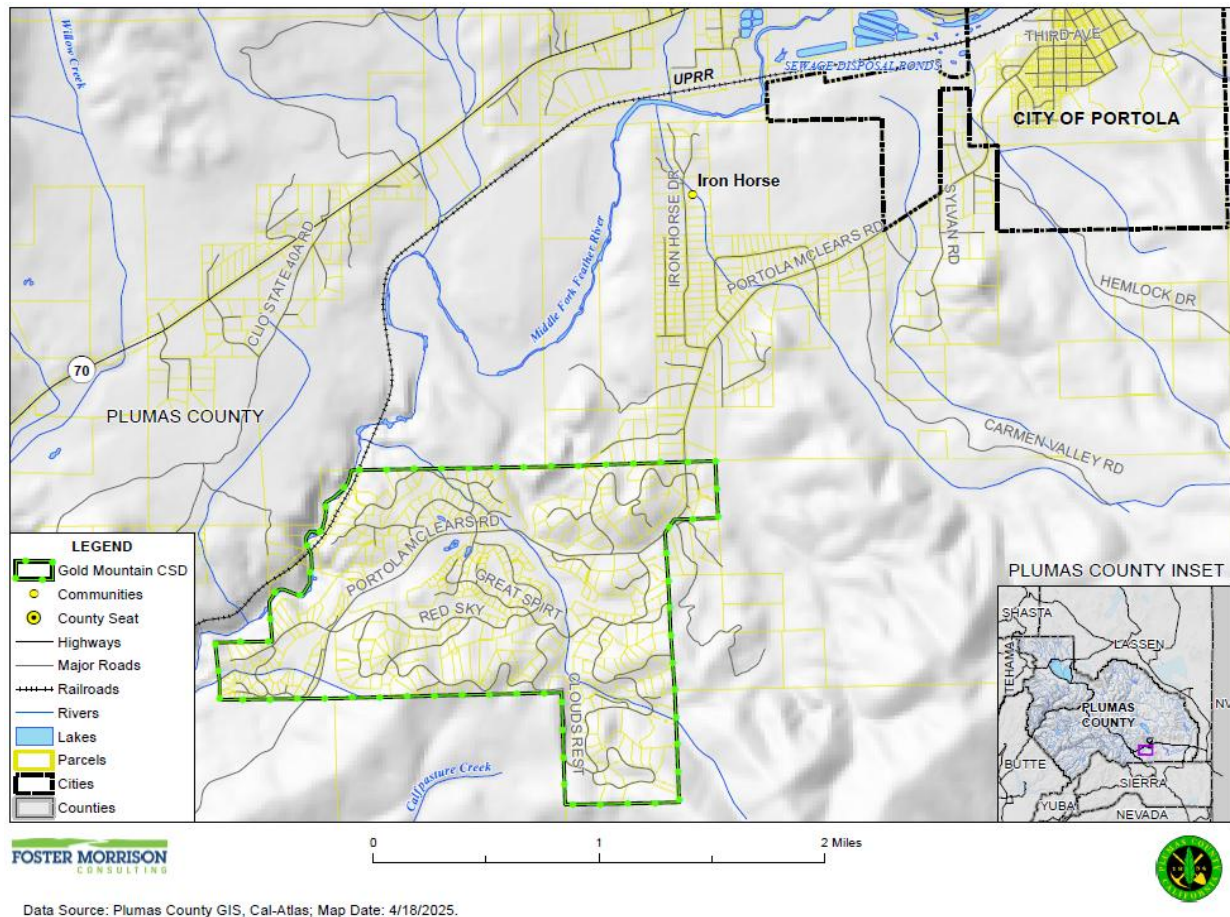 Willow Creek
THIRD AVE
SEWAGE DISPOSAL PONDS
UPRR
CITY OF PORTOLA
Iron Horse
IRON HORSE DR
SYLVAN RD
PORTOLA MCLEARS RD
CLIO STATE 40A RD
Middle Fork Feather River
HEMLOCK DR
70
PLUMAS COUNTY
CARMEN VALLEY RD
PORTOLA MCLEARS RD
GREAT SPIRT
RED SKY
CLOUDS REST
Calfpasture Creek
LEGEND
Gold Mountain CSD
Communities
County Seat
Highways
Major Roads
Railroads
Rivers
Lakes
Parcels
Cities
Counties
PLUMAS COUNTY INSET
SHASTA
LASSEN
TEHAMA
PLUMAS
COUNTY
NV
BUTTE
SIERRA
YUBA
NEVADA
FOSTER MORRISON
CONSULTING
0 1 2 Miles
PLUMAS COUNTY
CALIFORNIA
Data Source: Plumas County GIS, Cal-Atlas; Map Date: 4/18/2025.